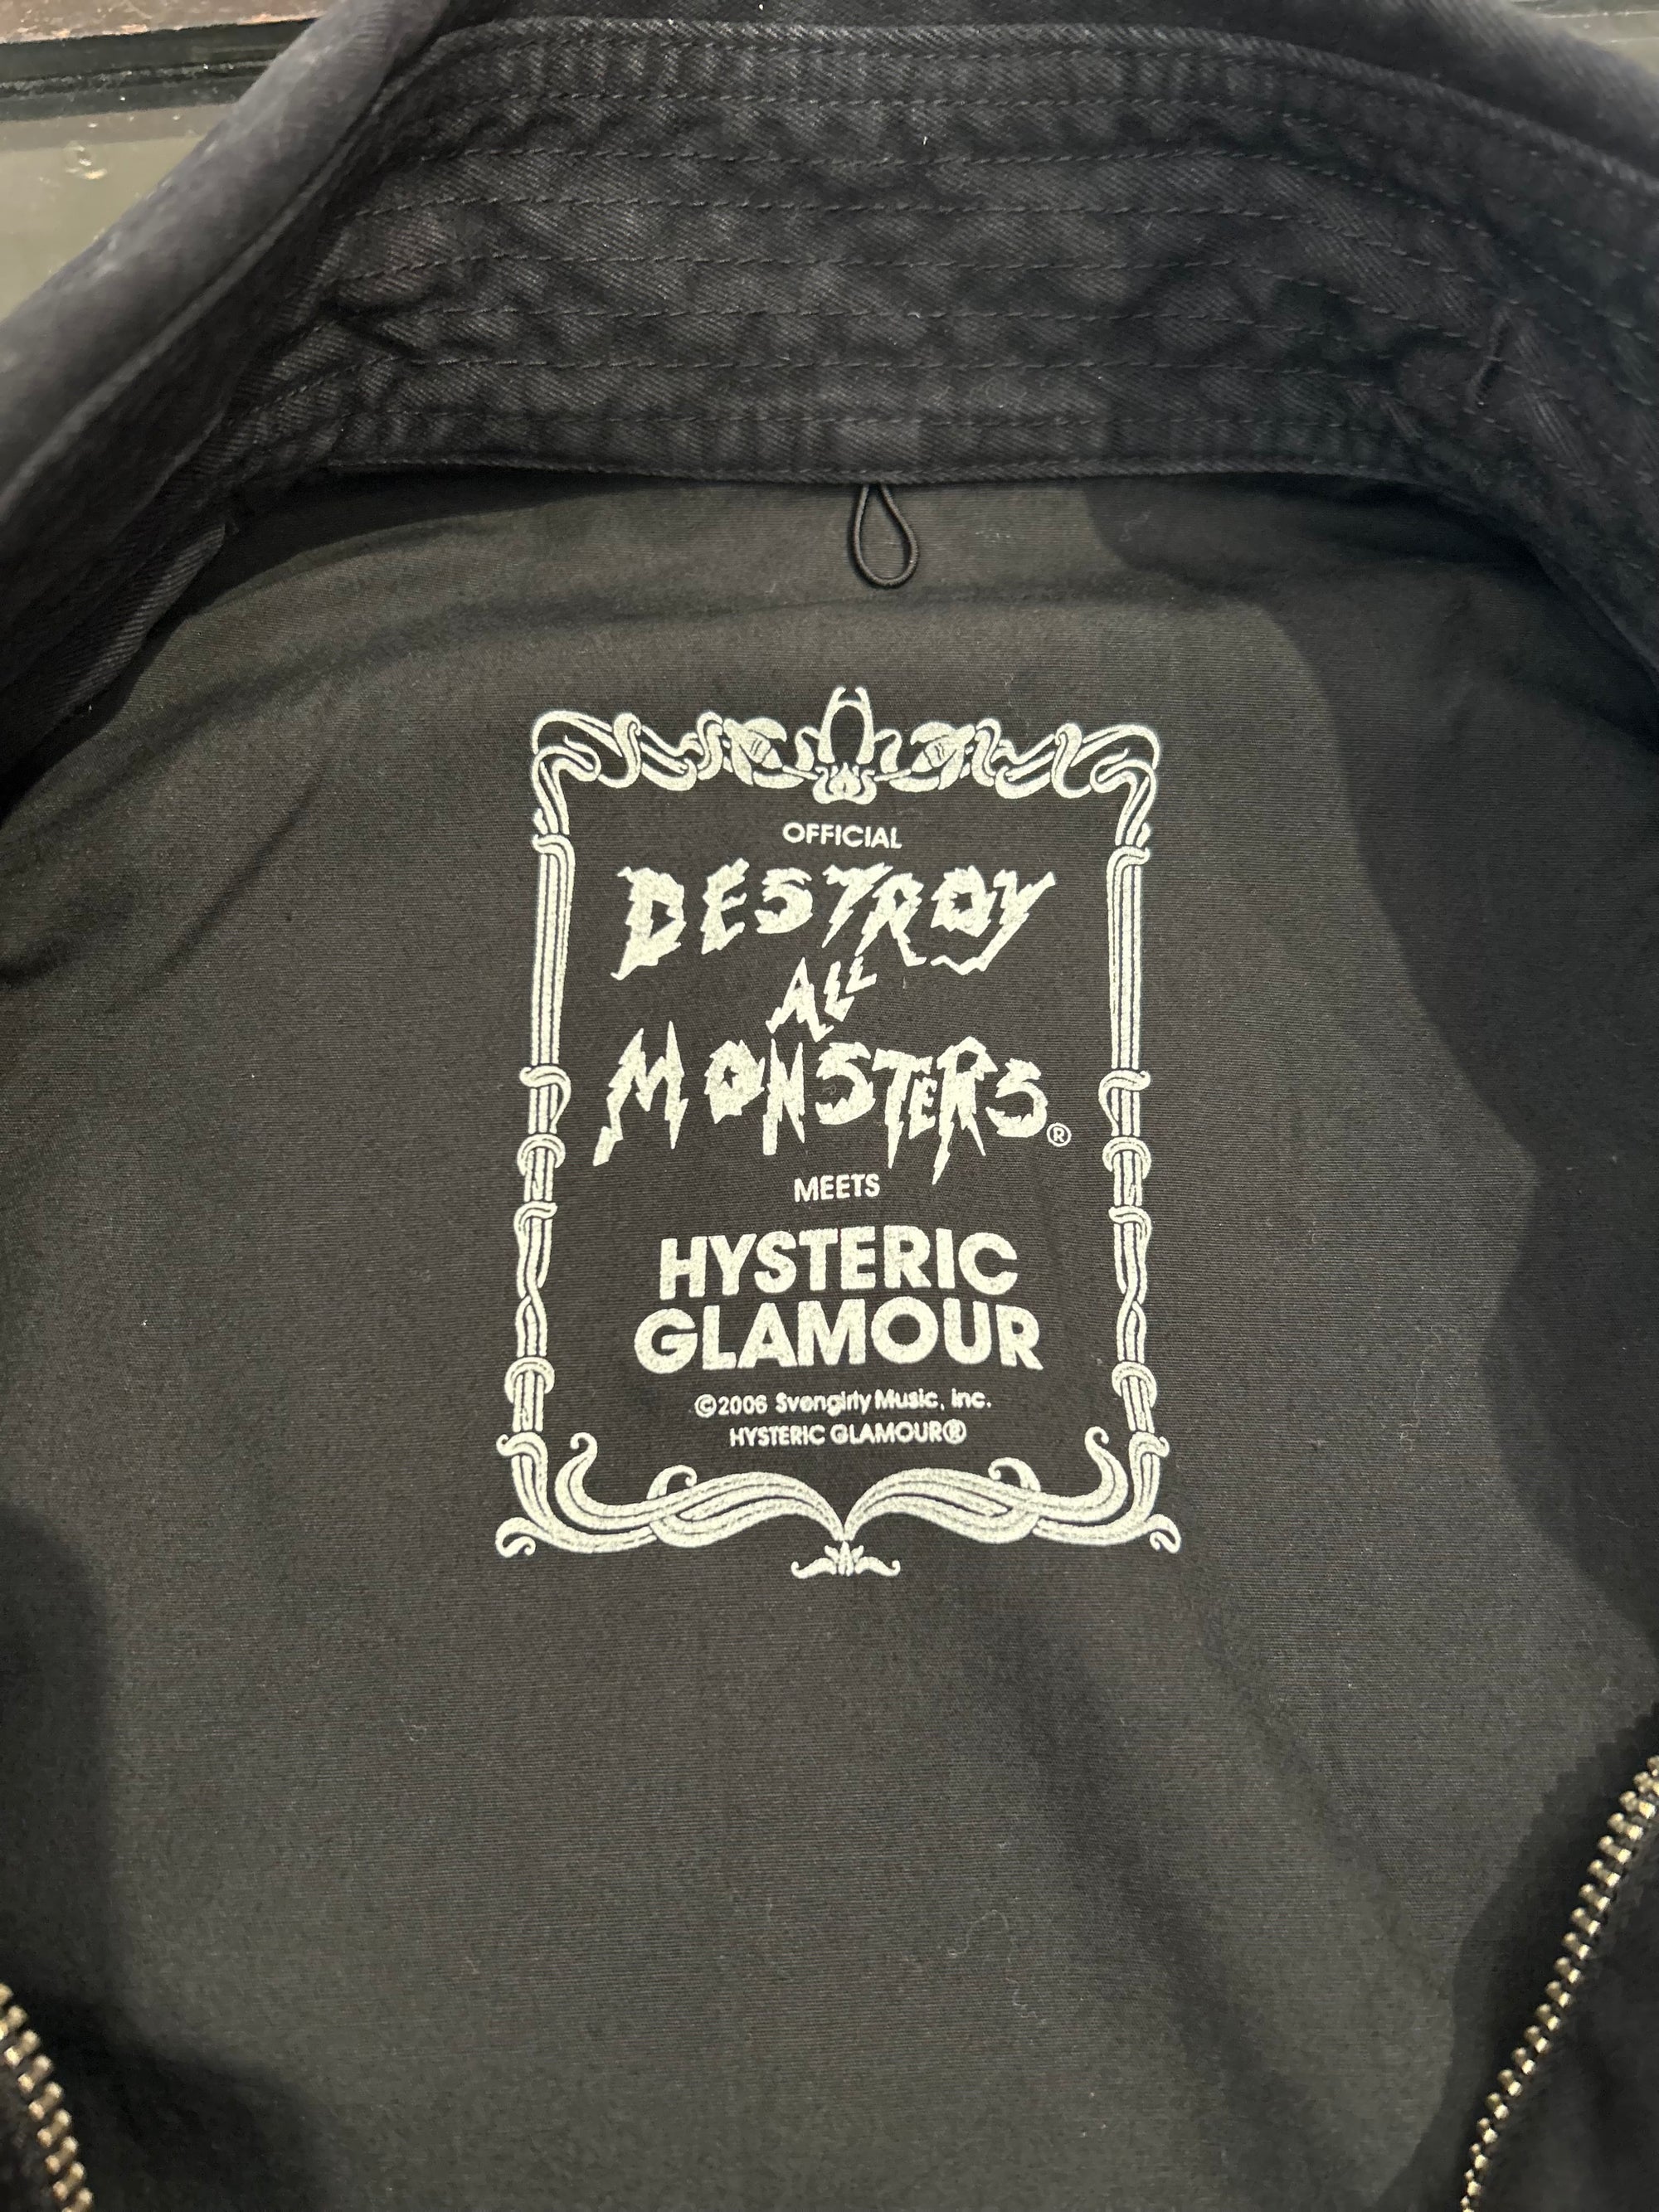 OFFICIAL
DESTROY
ALL
MONSTERS®
MEETS
HYSTERIC
GLAMOUR
©2006 Svengirly Music, Inc.
HYSTERIC GLAMOUR®